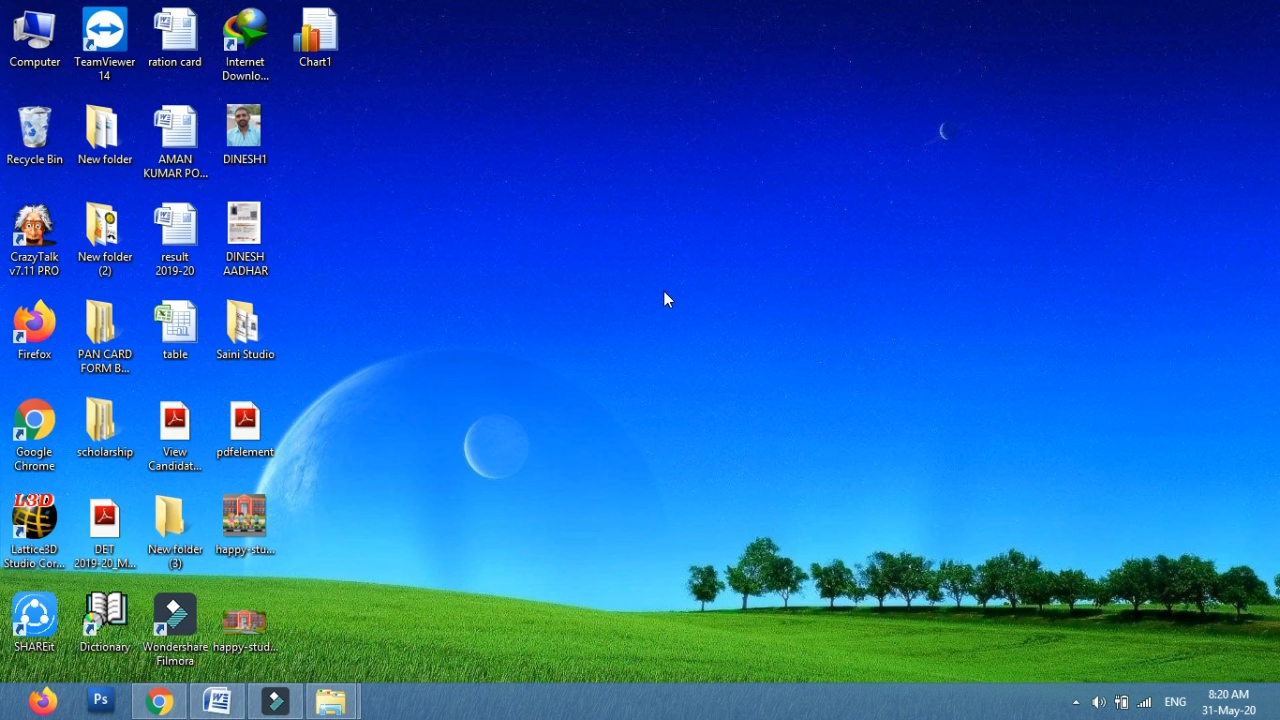 Computer
TeamViewer
14
ration card
Internet
Downlo...
Chart1
Recycle Bin
New folder
AMAN
KUMAR PO...
DINESH1
CrazyTalk
v7.11 PRO
New folder
(2)
result
2019-20
DINESH
AADHAR
Firefox
PAN CARD
FORM B...
table
Saini Studio
Google
Chrome
scholarship
View
Candidat...
pdfelement
L3D
Lattice3D
Studio Cor...
DET
2019-20_M...
New folder
(3)
happy-stu...
SHAREit
Dictionary
Wondershare
Filmora
happy-stud...
Ps
ENG
8:20 AM
31-May-20